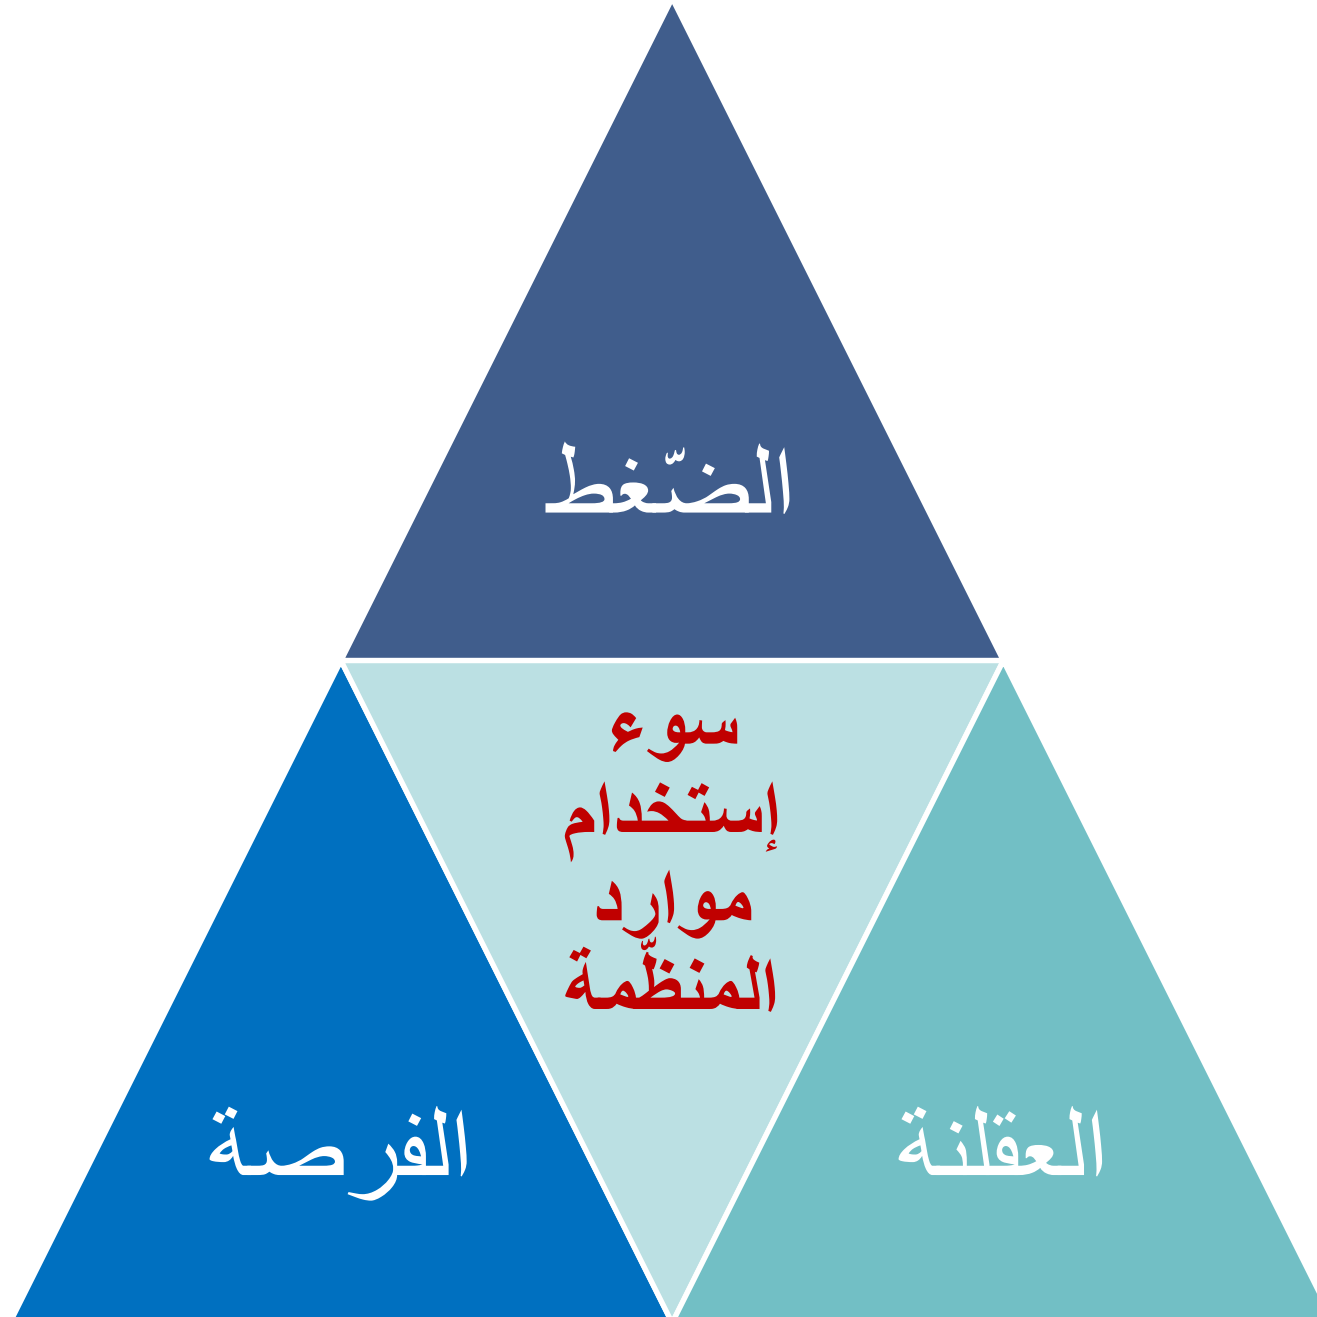 الضّغط
سوء
إستخدام
موارد
المنظّمة
العقلنة
الفرصة